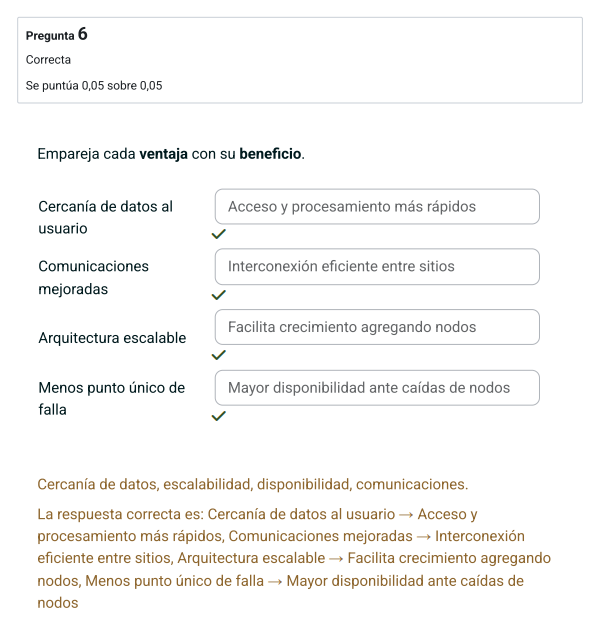 Pregunta 6
Correcta
Se puntúa 0,05 sobre 0,05
Empareja cada ventaja con su beneficio.
Cercanía de datos al
usuario
Acceso y procesamiento más rápidos
Comunicaciones
mejoradas
Interconexión eficiente entre sitios
Arquitectura escalable
Facilita crecimiento agregando nodos
Menos punto único de
falla
Mayor disponibilidad ante caídas de nodos
Cercanía de datos, escalabilidad, disponibilidad, comunicaciones.
La respuesta correcta es: Cercanía de datos al usuario → Acceso y
procesamiento más rápidos, Comunicaciones mejoradas → Interconexión
eficiente entre sitios, Arquitectura escalable → Facilita crecimiento agregando
nodos, Menos punto único de falla → Mayor disponibilidad ante caídas de
nodos